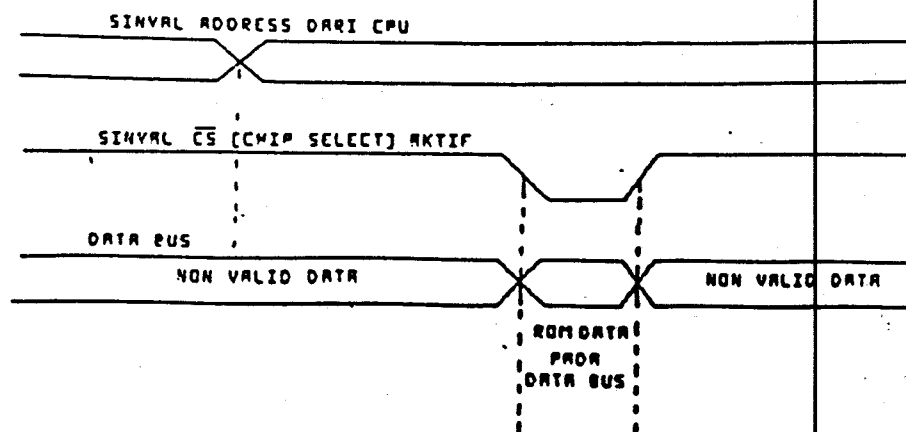 SINYAL ADDRESS DARI CPU
SINYAL C̅S̅ [CHIP SELECT] AKTIF
DATA BUS
NON VALID DATA
NON VALID DATA
ROM DATA
PADA
DATA BUS